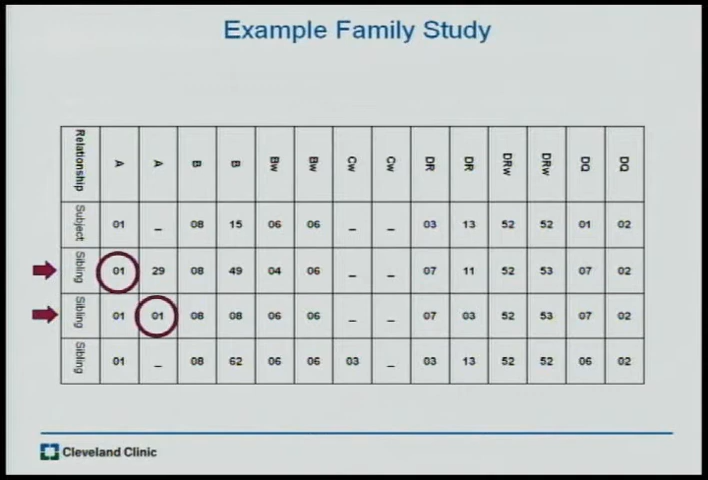 Example Family Study
Relationship A A B B Bw Bw Cw Cw DR DR DRw DRw DQ DQ
Subject 01 _ 08 15 06 06 _ _ 03 13 52 52 01 02
Sibling 01 29 08 49 04 06 _ _ 07 11 52 53 07 02
Sibling 01 01 08 08 06 06 _ _ 07 03 52 53 07 02
Sibling 01 _ 08 62 06 06 03 _ 03 13 52 52 06 02
Cleveland Clinic